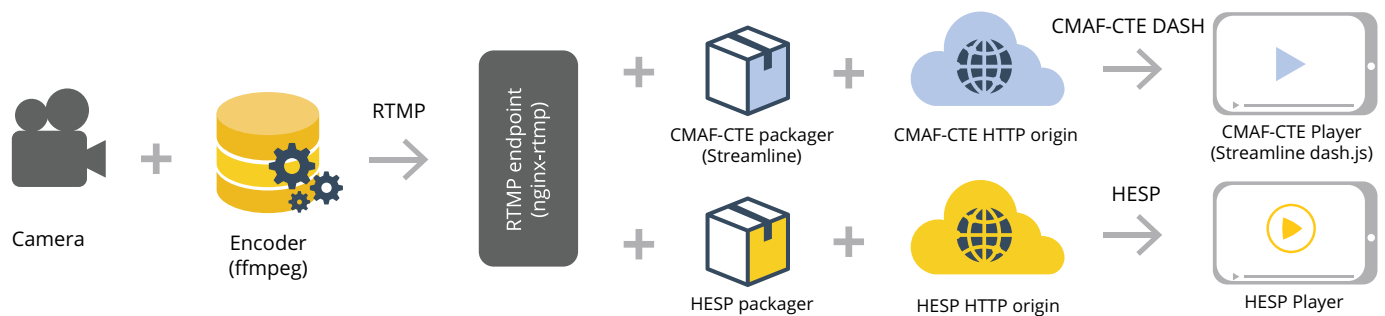 Camera
Encoder
(ffmpeg)
RTMP
RTMP endpoint
(nginx-rtmp)
CMAF-CTE packager
(Streamline)
CMAF-CTE HTTP origin
CMAF-CTE DASH
CMAF-CTE Player
(Streamline dash.js)
HESP packager
HESP HTTP origin
HESP
HESP Player